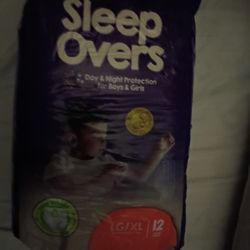 Sleep
Overs
Day & Night Protection
for Boys & Girls
LG/XL
12